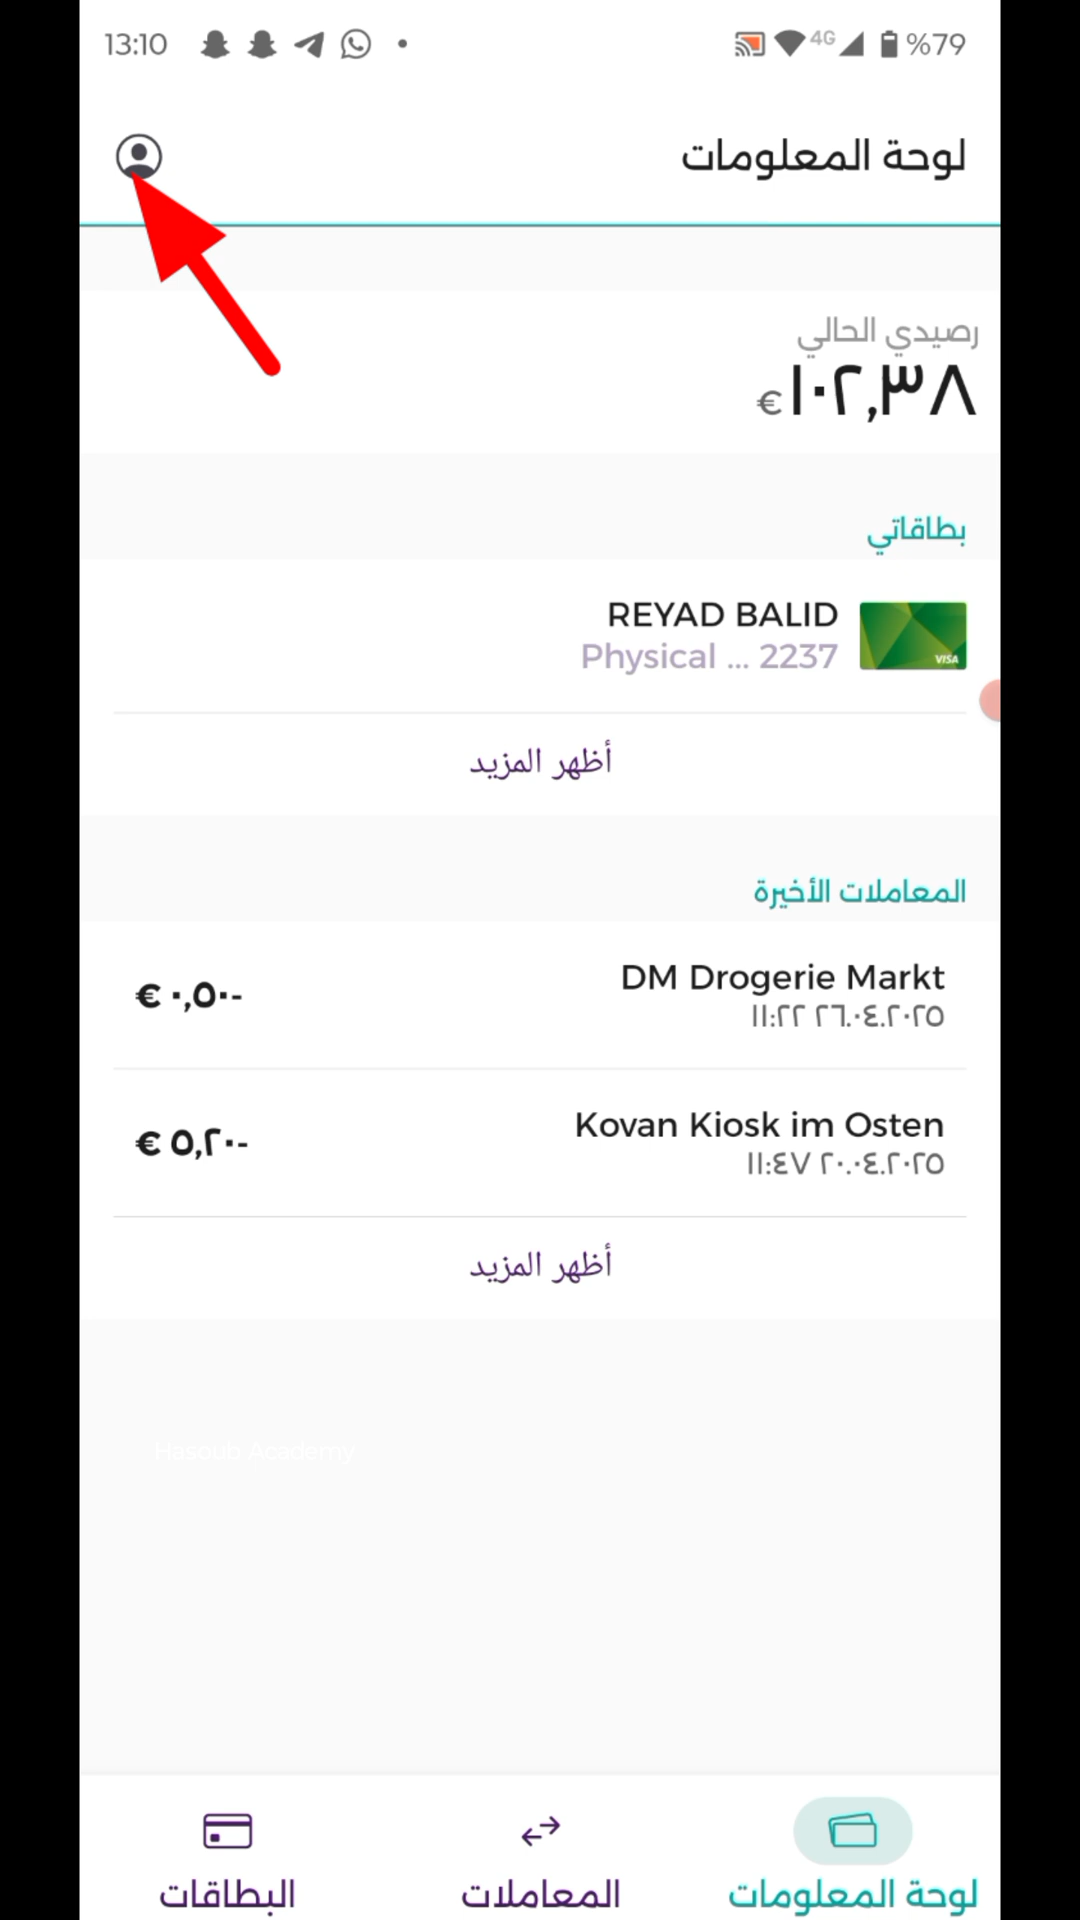 13:10
4G
%79
لوحة المعلومات
رصيدي الحالي
١٠٢,٣٨ €
بطاقاتي
REYAD BALID
Physical ... 2237
VISA
أظهر المزيد
المعاملات الأخيرة
DM Drogerie Markt
٢٦.٠٤.٢٠٢٥ ١١:٢٢
-٠,٥٠ €
Kovan Kiosk im Osten
٢٠.٠٤.٢٠٢٥ ١١:٤٧
-٥,٢٠ €
أظهر المزيد
Hasoub Academy
لوحة المعلومات
المعاملات
البطاقات